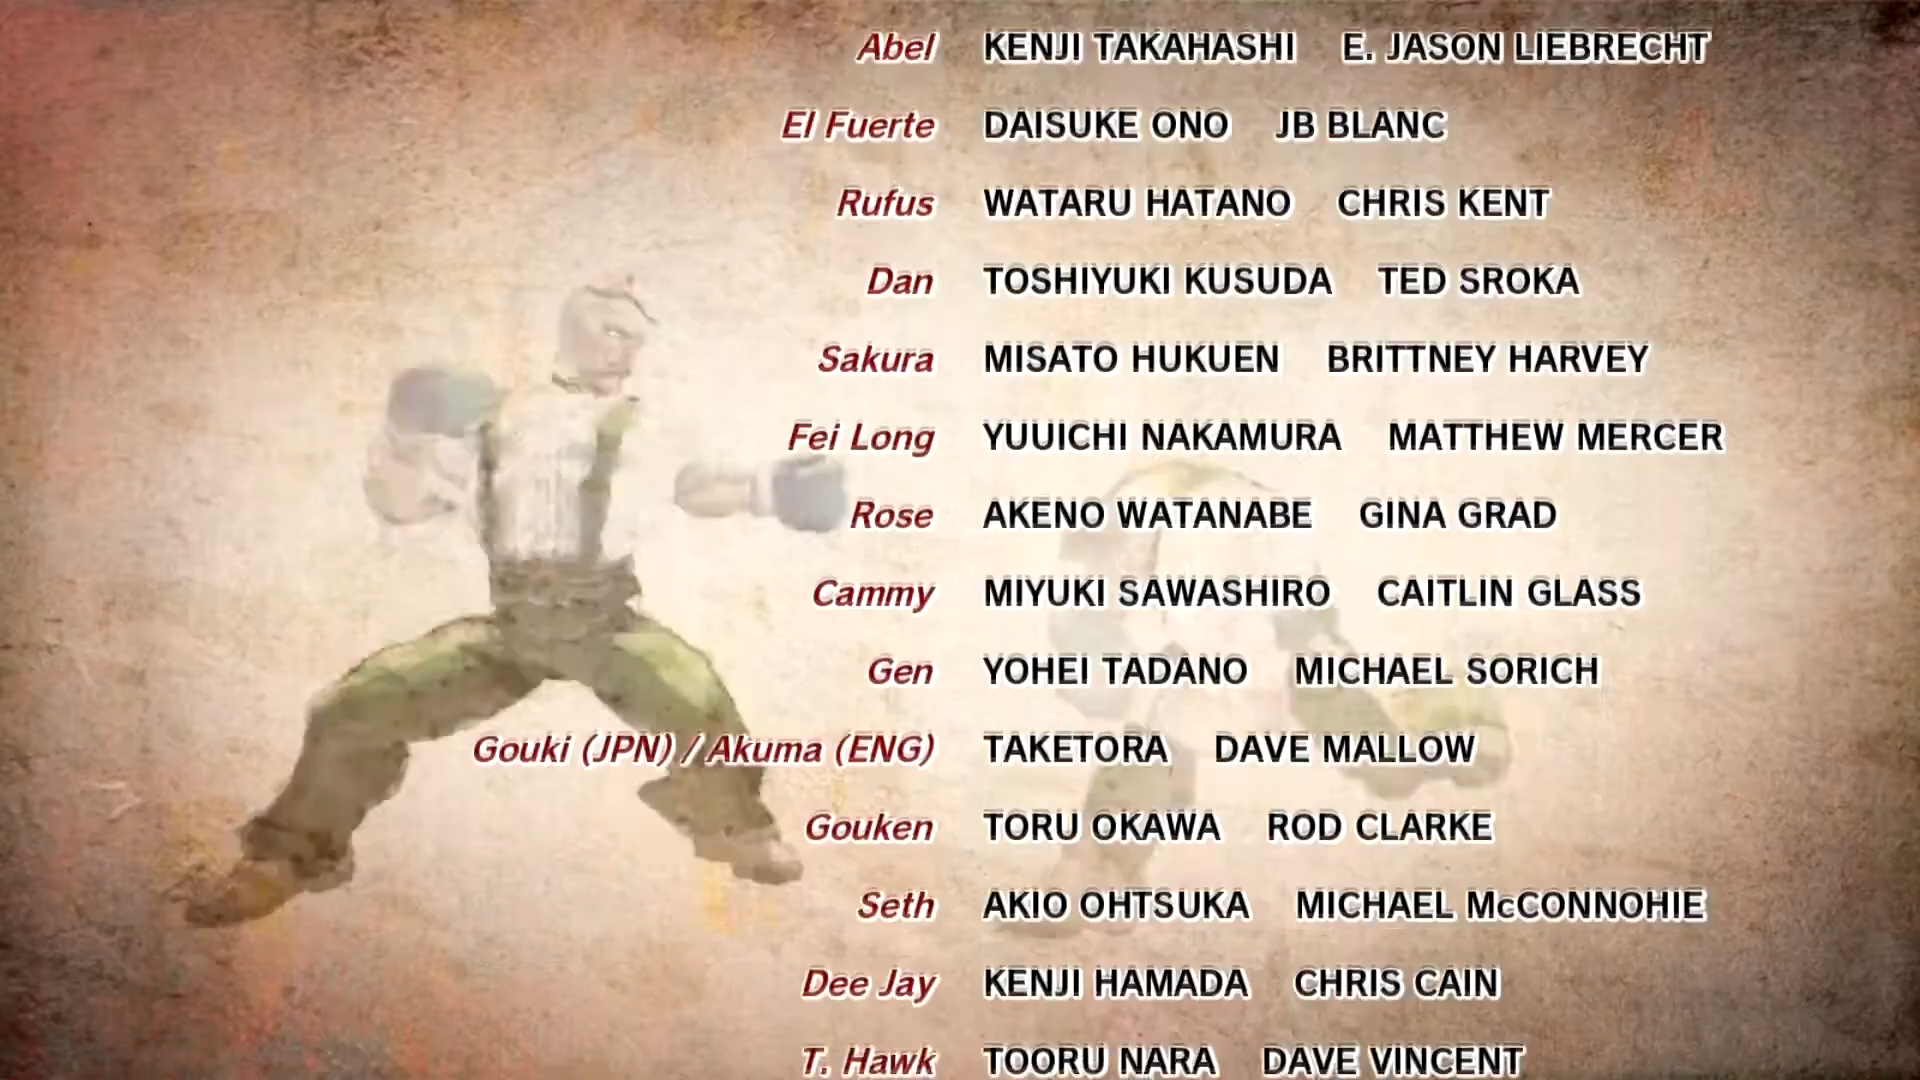 Abel KENJI TAKAHASHI E. JASON LIEBRECHT
El Fuerte DAISUKE ONO JB BLANC
Rufus WATARU HATANO CHRIS KENT
Dan TOSHIYUKI KUSUDA TED SROKA
Sakura MISATO HUKUEN BRITTNEY HARVEY
Fei Long YUUICHI NAKAMURA MATTHEW MERCER
Rose AKENO WATANABE GINA GRAD
Cammy MIYUKI SAWASHIRO CAITLIN GLASS
Gen YOHEI TADANO MICHAEL SORICH
Gouki (JPN) / Akuma (ENG) TAKETORA DAVE MALLOW
Gouken TORU OKAWA ROD CLARKE
Seth AKIO OHTSUKA MICHAEL McCONNOHIE
Dee Jay KENJI HAMADA CHRIS CAIN
T. Hawk TOORU NARA DAVE VINCENT